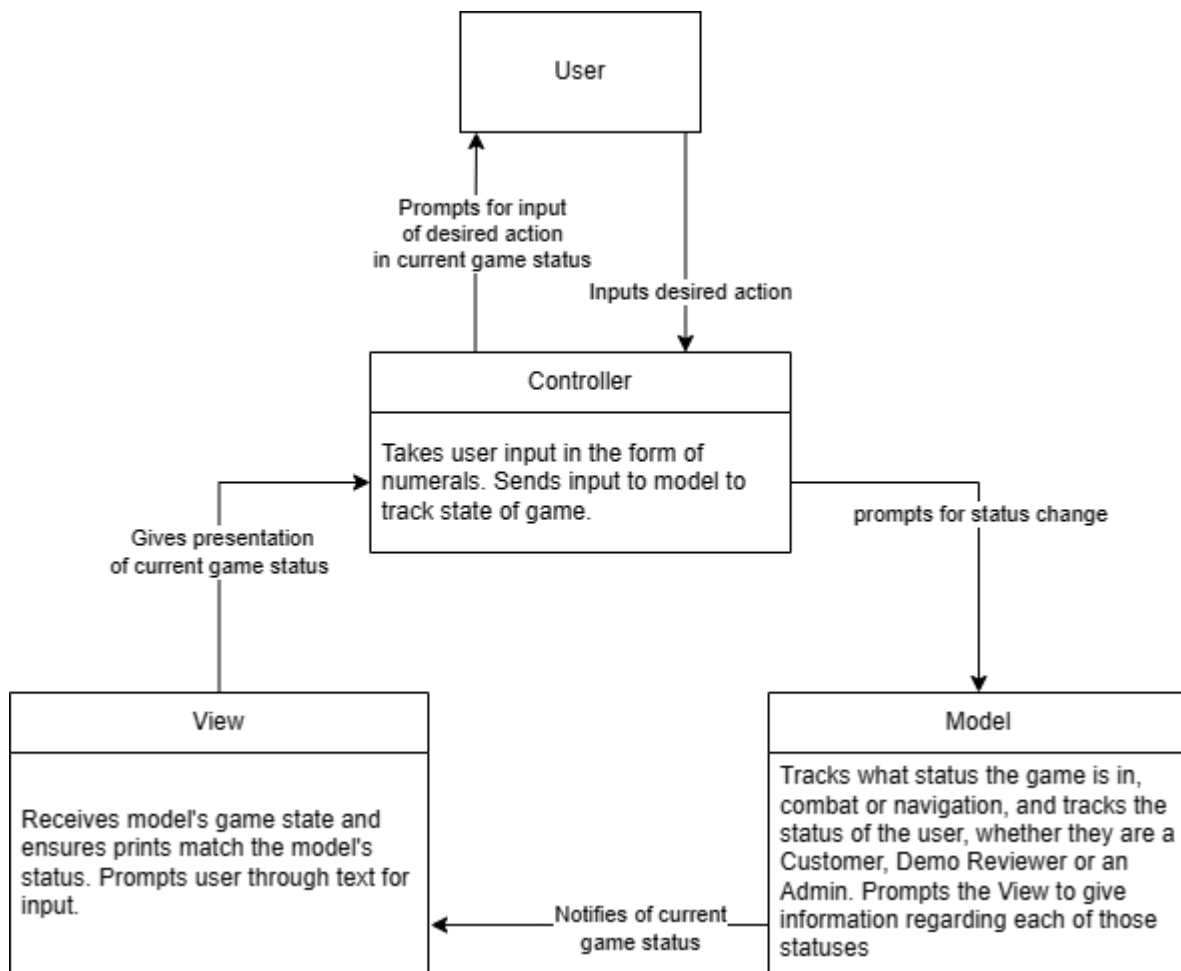 User
Prompts for input
of desired action
in current game status
Inputs desired action
Controller
Takes user input in the form of
numerals. Sends input to model to
track state of game.
Gives presentation
of current game status
prompts for status change
View
Receives model's game state and
ensures prints match the model's
status. Prompts user through text for
input.
Notifies of current
game status
Model
Tracks what status the game is in,
combat or navigation, and tracks the
status of the user, whether they are a
Customer, Demo Reviewer or an
Admin. Prompts the View to give
information regarding each of those
statuses